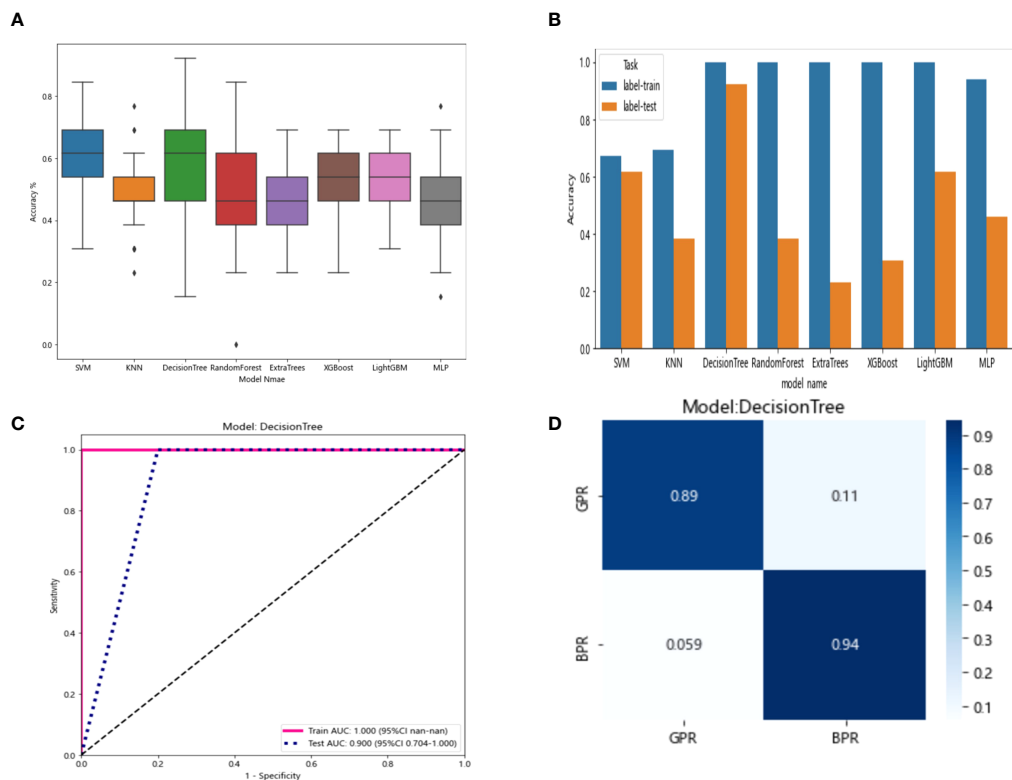 A
0.8
0.6
0.4
0.2
0.0
Accuracy %
SVM KNN DecisionTree RandomForest ExtraTrees XGBoost LightGBM MLP
Model Nmae
B
1.0
0.8
0.6
0.4
0.2
0.0
Accuracy
Task
label-train
label-test
SVM KNN DecisionTree RandomForest ExtraTrees XGBoost LightGBM MLP
model name
C
Model: DecisionTree
1.0
0.8
0.6
0.4
0.2
0.0
Sensitivity
Train AUC: 1.000 (95%CI nan-nan)
Test AUC: 0.900 (95%CI 0.704-1.000)
0.0 0.2 0.4 0.6 0.8 1.0
1 - Specificity
D
Model:DecisionTree
GPR
0.89 0.11
BPR
0.059 0.94
GPR BPR
0.9
0.8
0.7
0.6
0.5
0.4
0.3
0.2
0.1